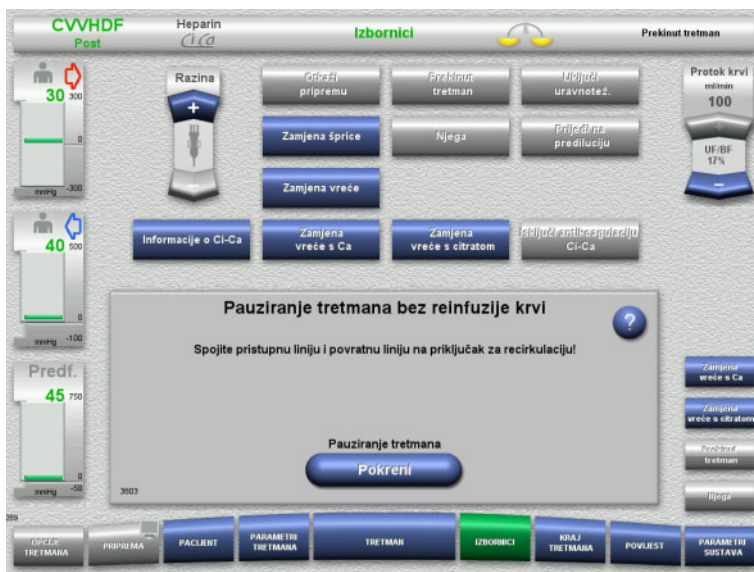 CVVHDF
Post
Heparin
Ci Ca
Izbornici
Prekinut tretman
30
300
0
-300
mmHg
Razina
+
−
Otkaži
pripremu
Prekinut
tretman
Uključi
uravnotež.
Protok krvi
ml/min
100
+
UF/BF
17%
−
Zamjena šprice
Njega
Prijeđi na
prediluciju
Zamjena vreće
40
500
0
-100
mmHg
Informacije o Ci-Ca
Zamjena
vreće s Ca
Zamjena
vreće s citratom
Isključi antikoagulaciju
Ci-Ca
Pauziranje tretmana bez reinfuzije krvi
?
Spojite pristupnu liniju i povratnu liniju na priključak za recirkulaciju!
Pauziranje tretmana
Pokreni
3603
Predf.
45
750
0
-50
mmHg
Zamjena
vreće s Ca
Zamjena
vreće s citratom
Prekinut
tretman
Njega
OPCIJE
TRETMANA
PRIPREMA
PACIJENT
PARAMETRI
TRETMANA
TRETMAN
IZBORNICI
KRAJ
TRETMANA
POVIJEST
PARAMETRI
SUSTAVA